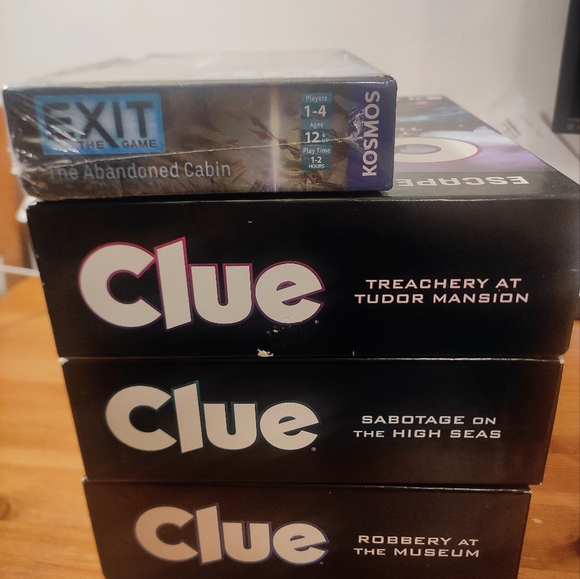 EXIT
THE GAME
The Abandoned Cabin
Players
1-4
Ages
12+
Play Time
1-2
HOURS
KOSMOS
ESCAPE
Clue
TREACHERY AT
TUDOR MANSION
Clue
SABOTAGE ON
THE HIGH SEAS
Clue
ROBBERY AT
THE MUSEUM